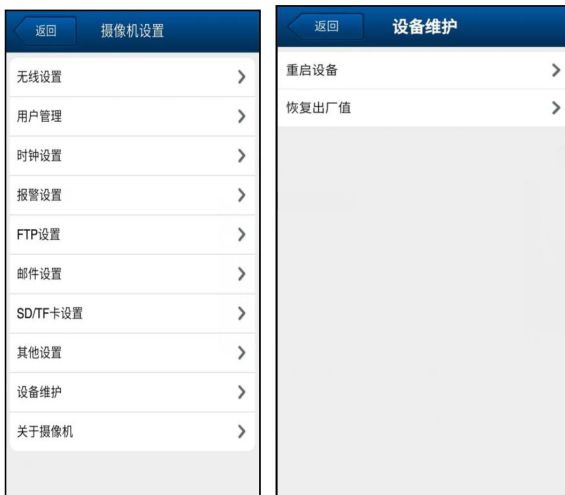 返回
摄像机设置
无线设置
用户管理
时钟设置
报警设置
FTP设置
邮件设置
SD/TF卡设置
其他设置
设备维护
关于摄像机
返回
设备维护
重启设备
恢复出厂值